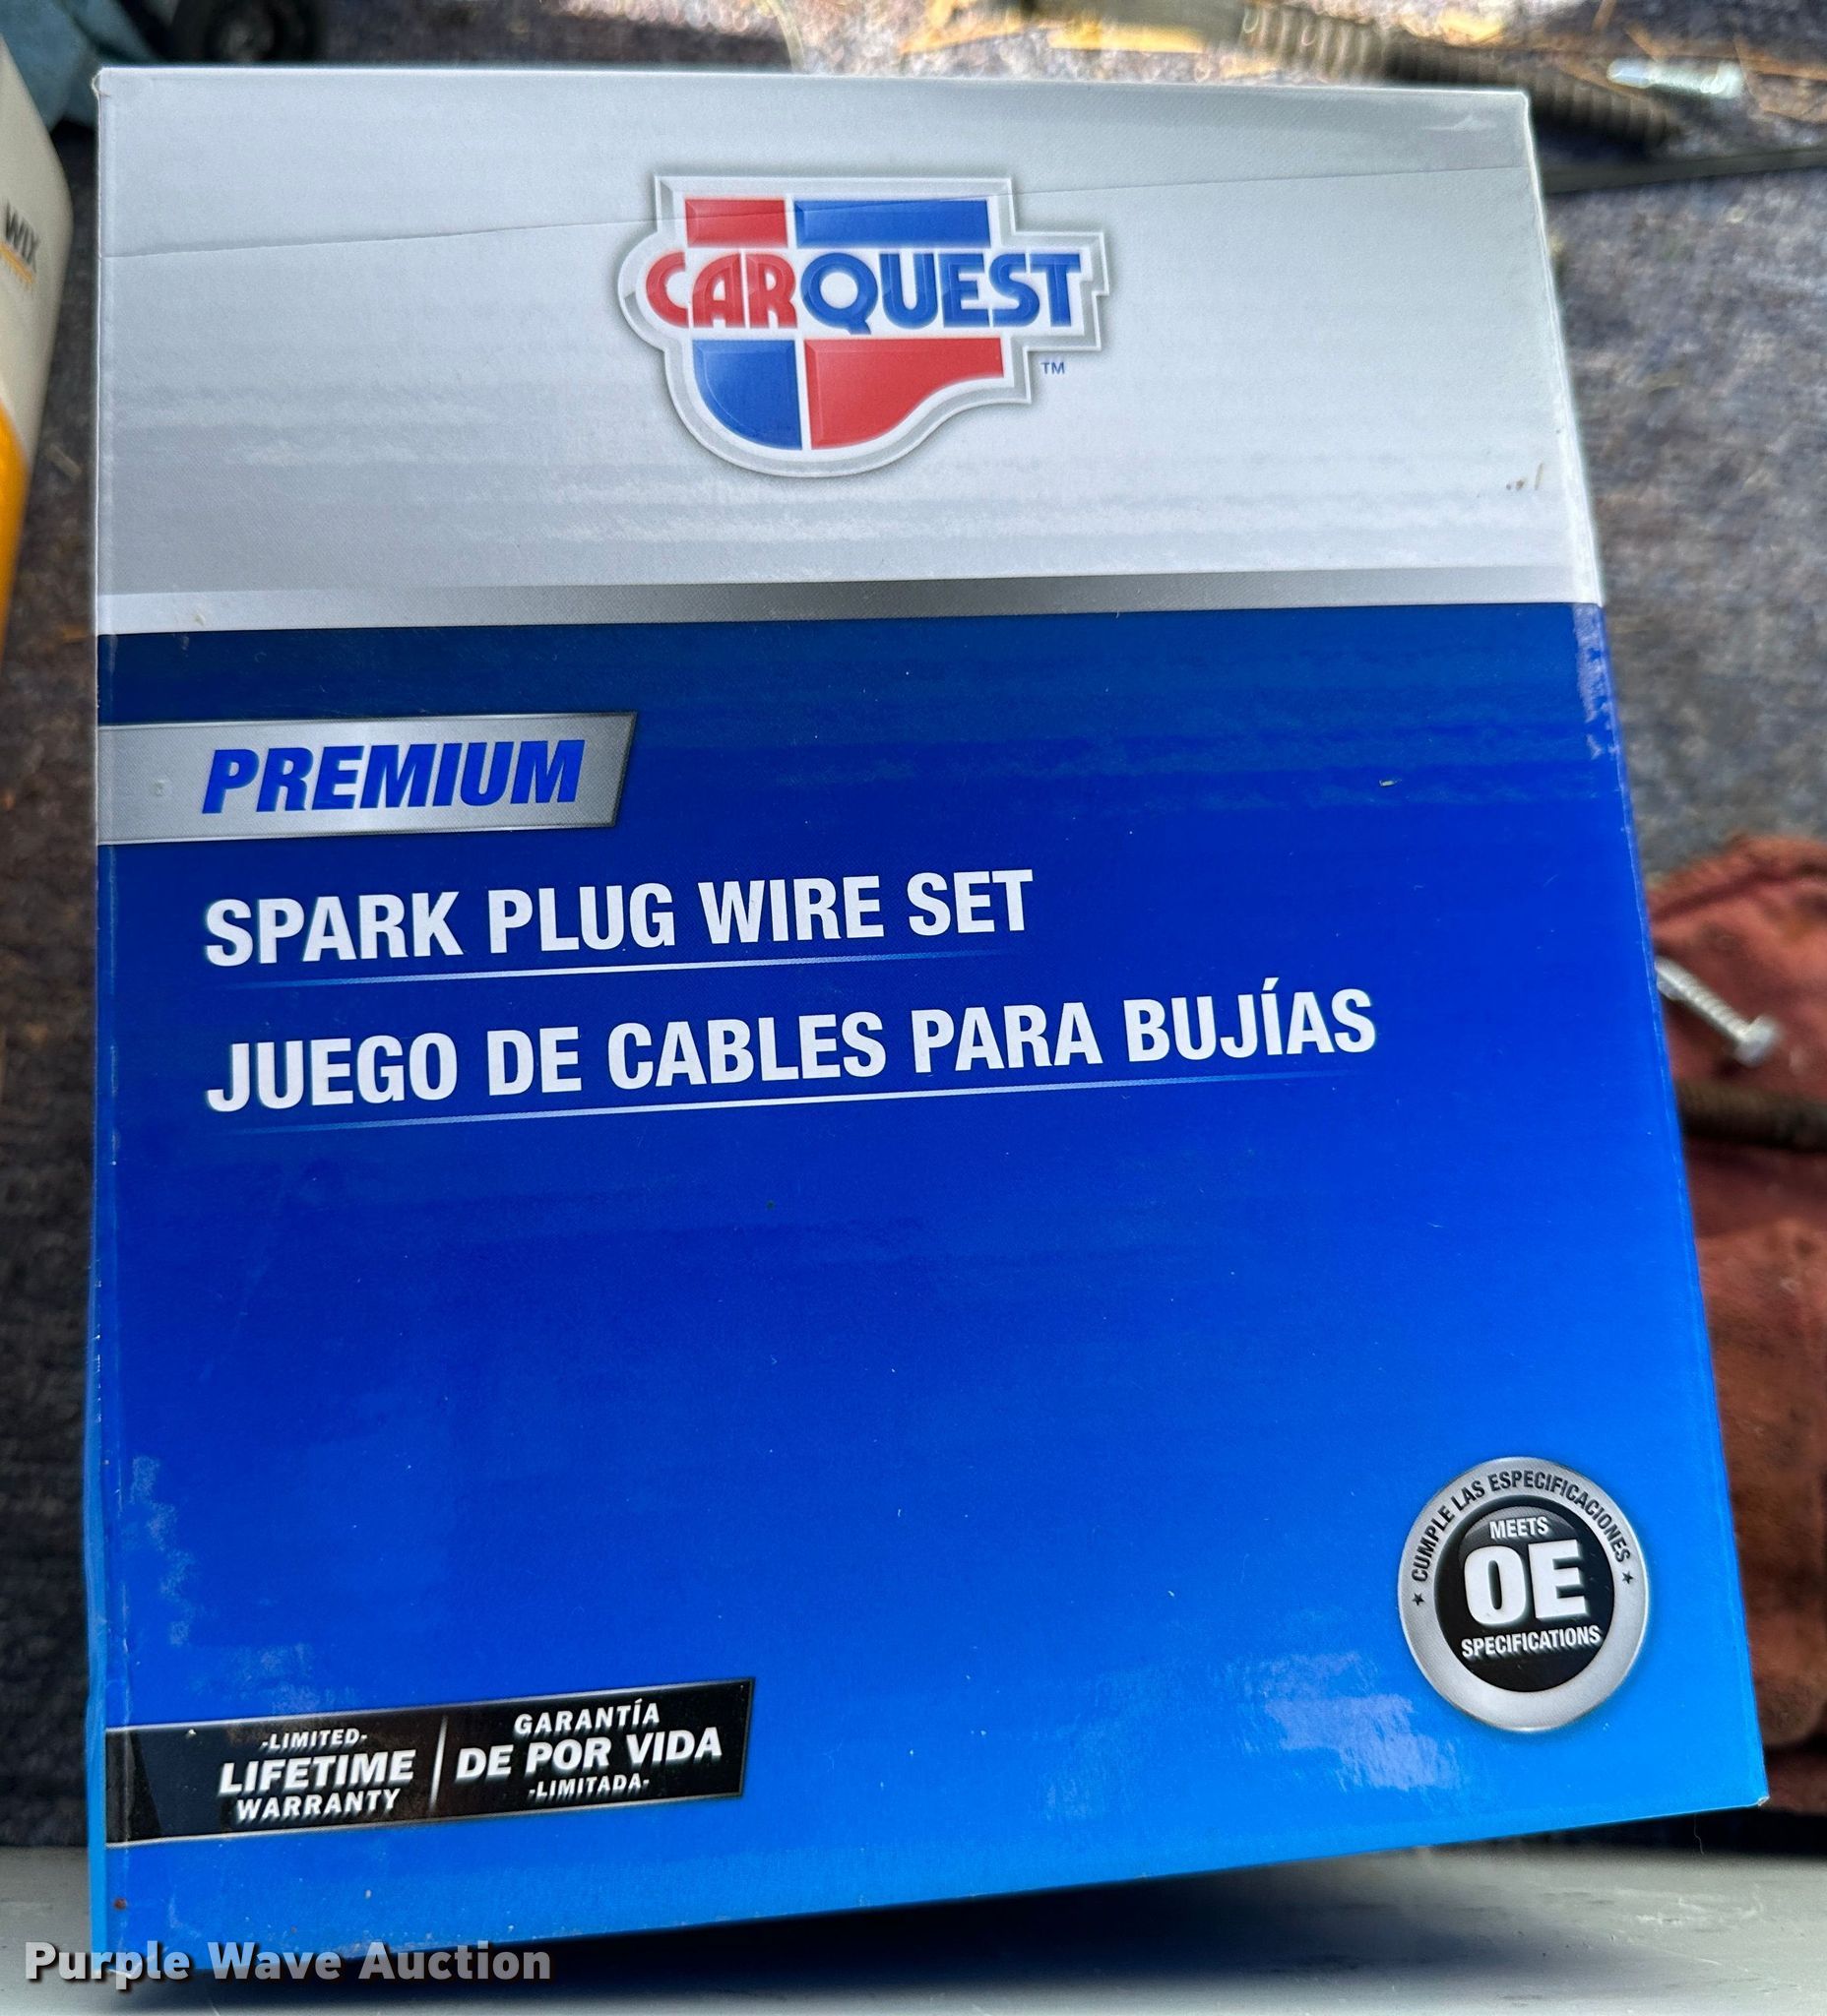 WIX
CARQUEST
TM
PREMIUM
SPARK PLUG WIRE SET
JUEGO DE CABLES PARA BUJÍAS
★ CUMPLE LAS ESPECIFICACIONES ★
MEETS
OE
SPECIFICATIONS
-LIMITED-
LIFETIME
WARRANTY
GARANTÍA
DE POR VIDA
-LIMITADA-
Purple Wave Auction